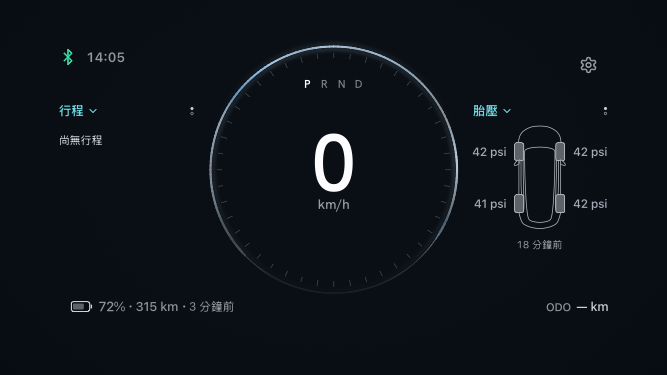 14:05
P R N D
行程
胎壓
尚無行程
0
km/h
42 psi
42 psi
41 psi
42 psi
18 分鐘前
72% · 315 km · 3 分鐘前
ODO — km